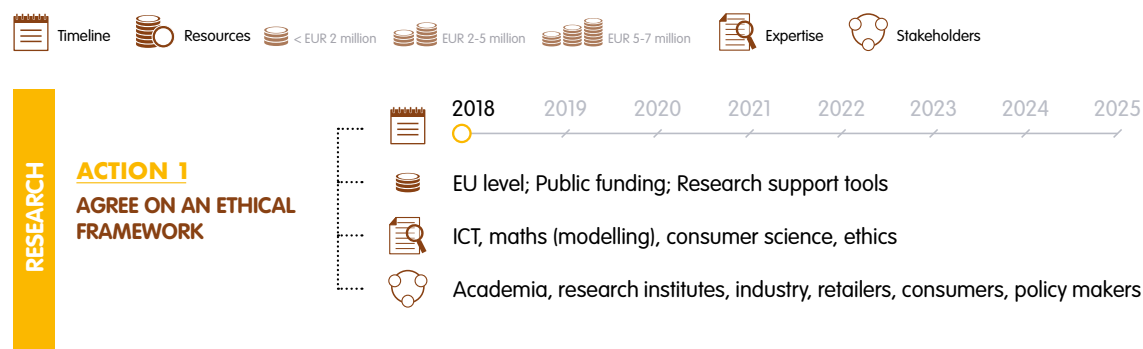 Timeline Resources < EUR 2 million EUR 2-5 million EUR 5-7 million Expertise Stakeholders
RESEARCH
ACTION 1
AGREE ON AN ETHICAL
FRAMEWORK
2018 2019 2020 2021 2022 2023 2024 2025
EU level; Public funding; Research support tools
ICT, maths (modelling), consumer science, ethics
Academia, research institutes, industry, retailers, consumers, policy makers